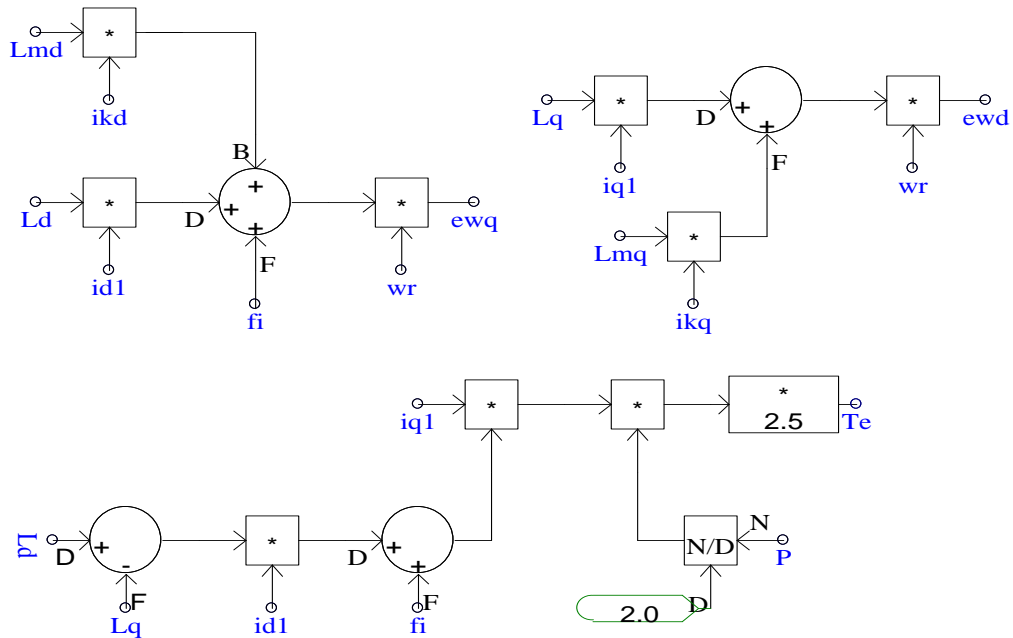 *
Lmd
ikd
B
+
*
+
+
*
Ld
D
ewq
id1
F
wr
fi
*
+
*
Lq
D
+
ewd
iq1
F
wr
*
Lmq
ikq
*
*
*
iq1
2.5
Te
Ld
D
+
-
*
D
+
+
N/D
N
P
F
F
D
Lq
id1
fi
2.0